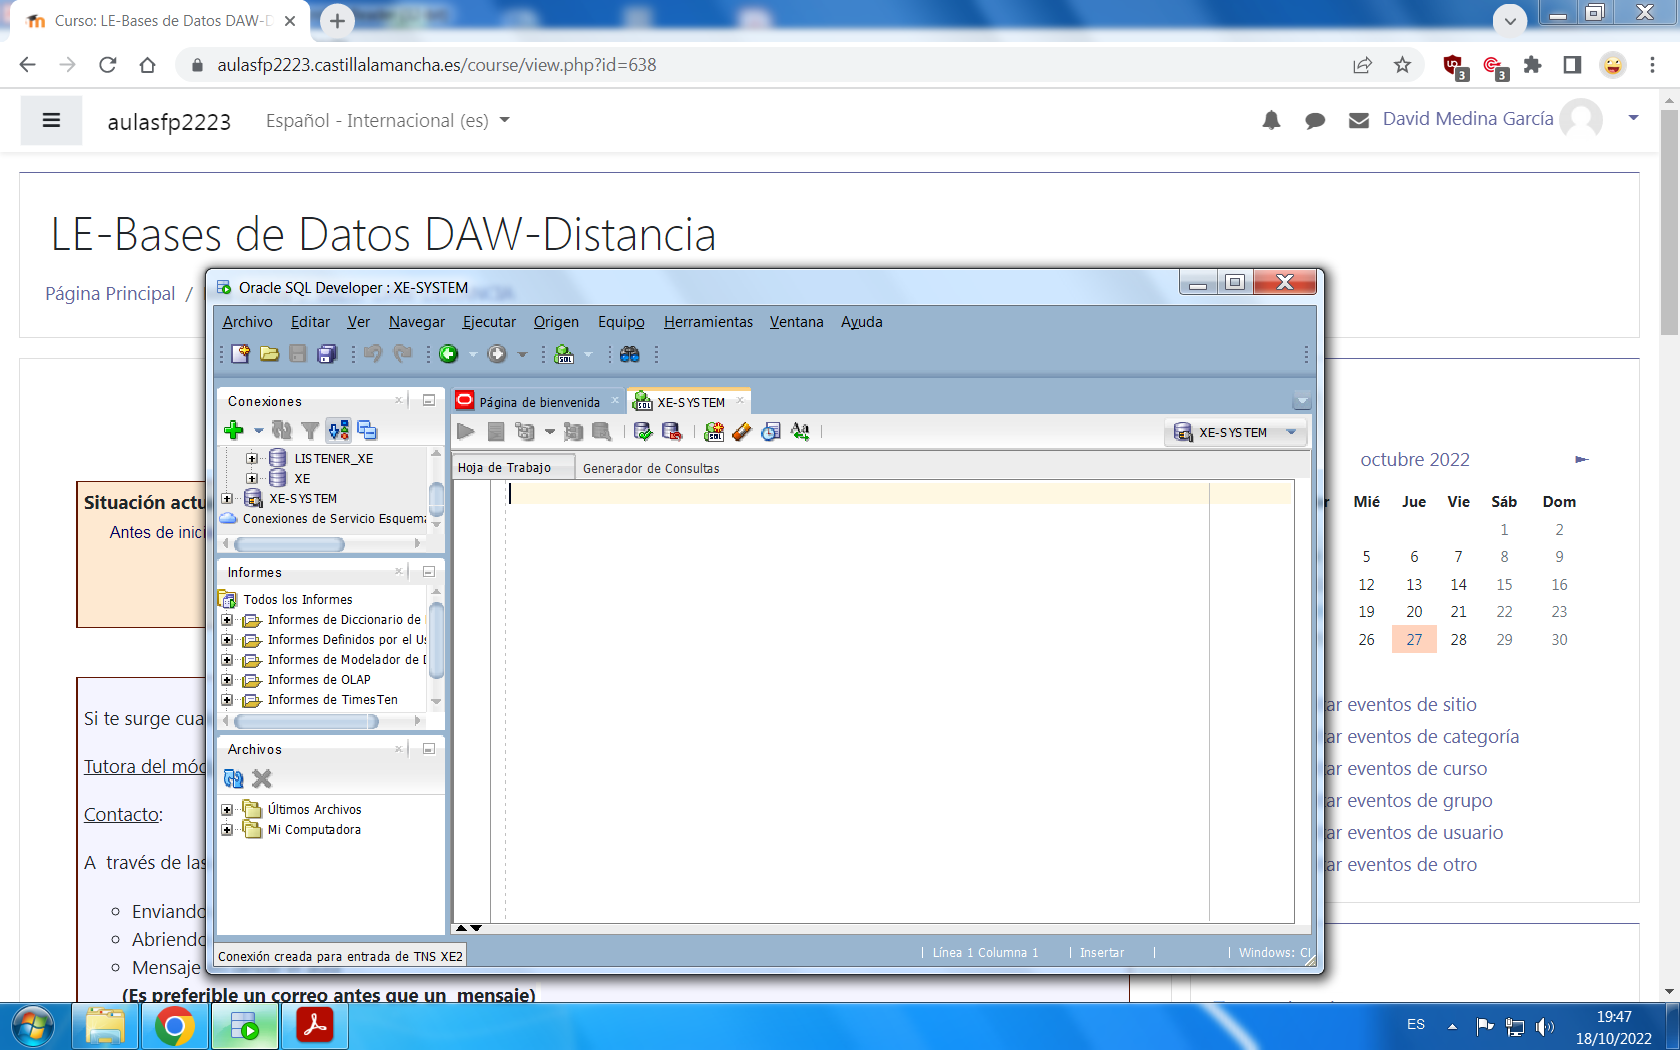 Curso: LE-Bases de Datos DAW-D
aulasfp2223.castillalamancha.es/course/view.php?id=638
3
3
aulasfp2223
Español - Internacional (es)
David Medina García
LE-Bases de Datos DAW-Distancia
Página Principal /
Oracle SQL Developer : XE-SYSTEM
Archivo Editar Ver Navegar Ejecutar Origen Equipo Herramientas Ventana Ayuda
Conexiones
LISTENER_XE
XE
XE-SYSTEM
Conexiones de Servicio Esquema
Informes
Todos los Informes
Informes de Diccionario de
Informes Definidos por el Us
Informes de Modelador de D
Informes de OLAP
Informes de TimesTen
Archivos
Últimos Archivos
Mi Computadora
Página de bienvenida
XE-SYSTEM
XE-SYSTEM
Hoja de Trabajo
Generador de Consultas
Conexión creada para entrada de TNS XE2
Línea 1 Columna 1
Insertar
Windows: Cl
Situación actu
Antes de inici
Si te surge cua
Tutora del móc
Contacto:
A través de las
Enviando
Abriendo
Mensaje
(Es preferible un correo antes que un mensaje)
octubre 2022
r Mié Jue Vie Sáb Dom
1 2
5 6 7 8 9
12 13 14 15 16
19 20 21 22 23
26 27 28 29 30
ar eventos de sitio
ar eventos de categoría
ar eventos de curso
ar eventos de grupo
ar eventos de usuario
ar eventos de otro
ES
19:47
18/10/2022